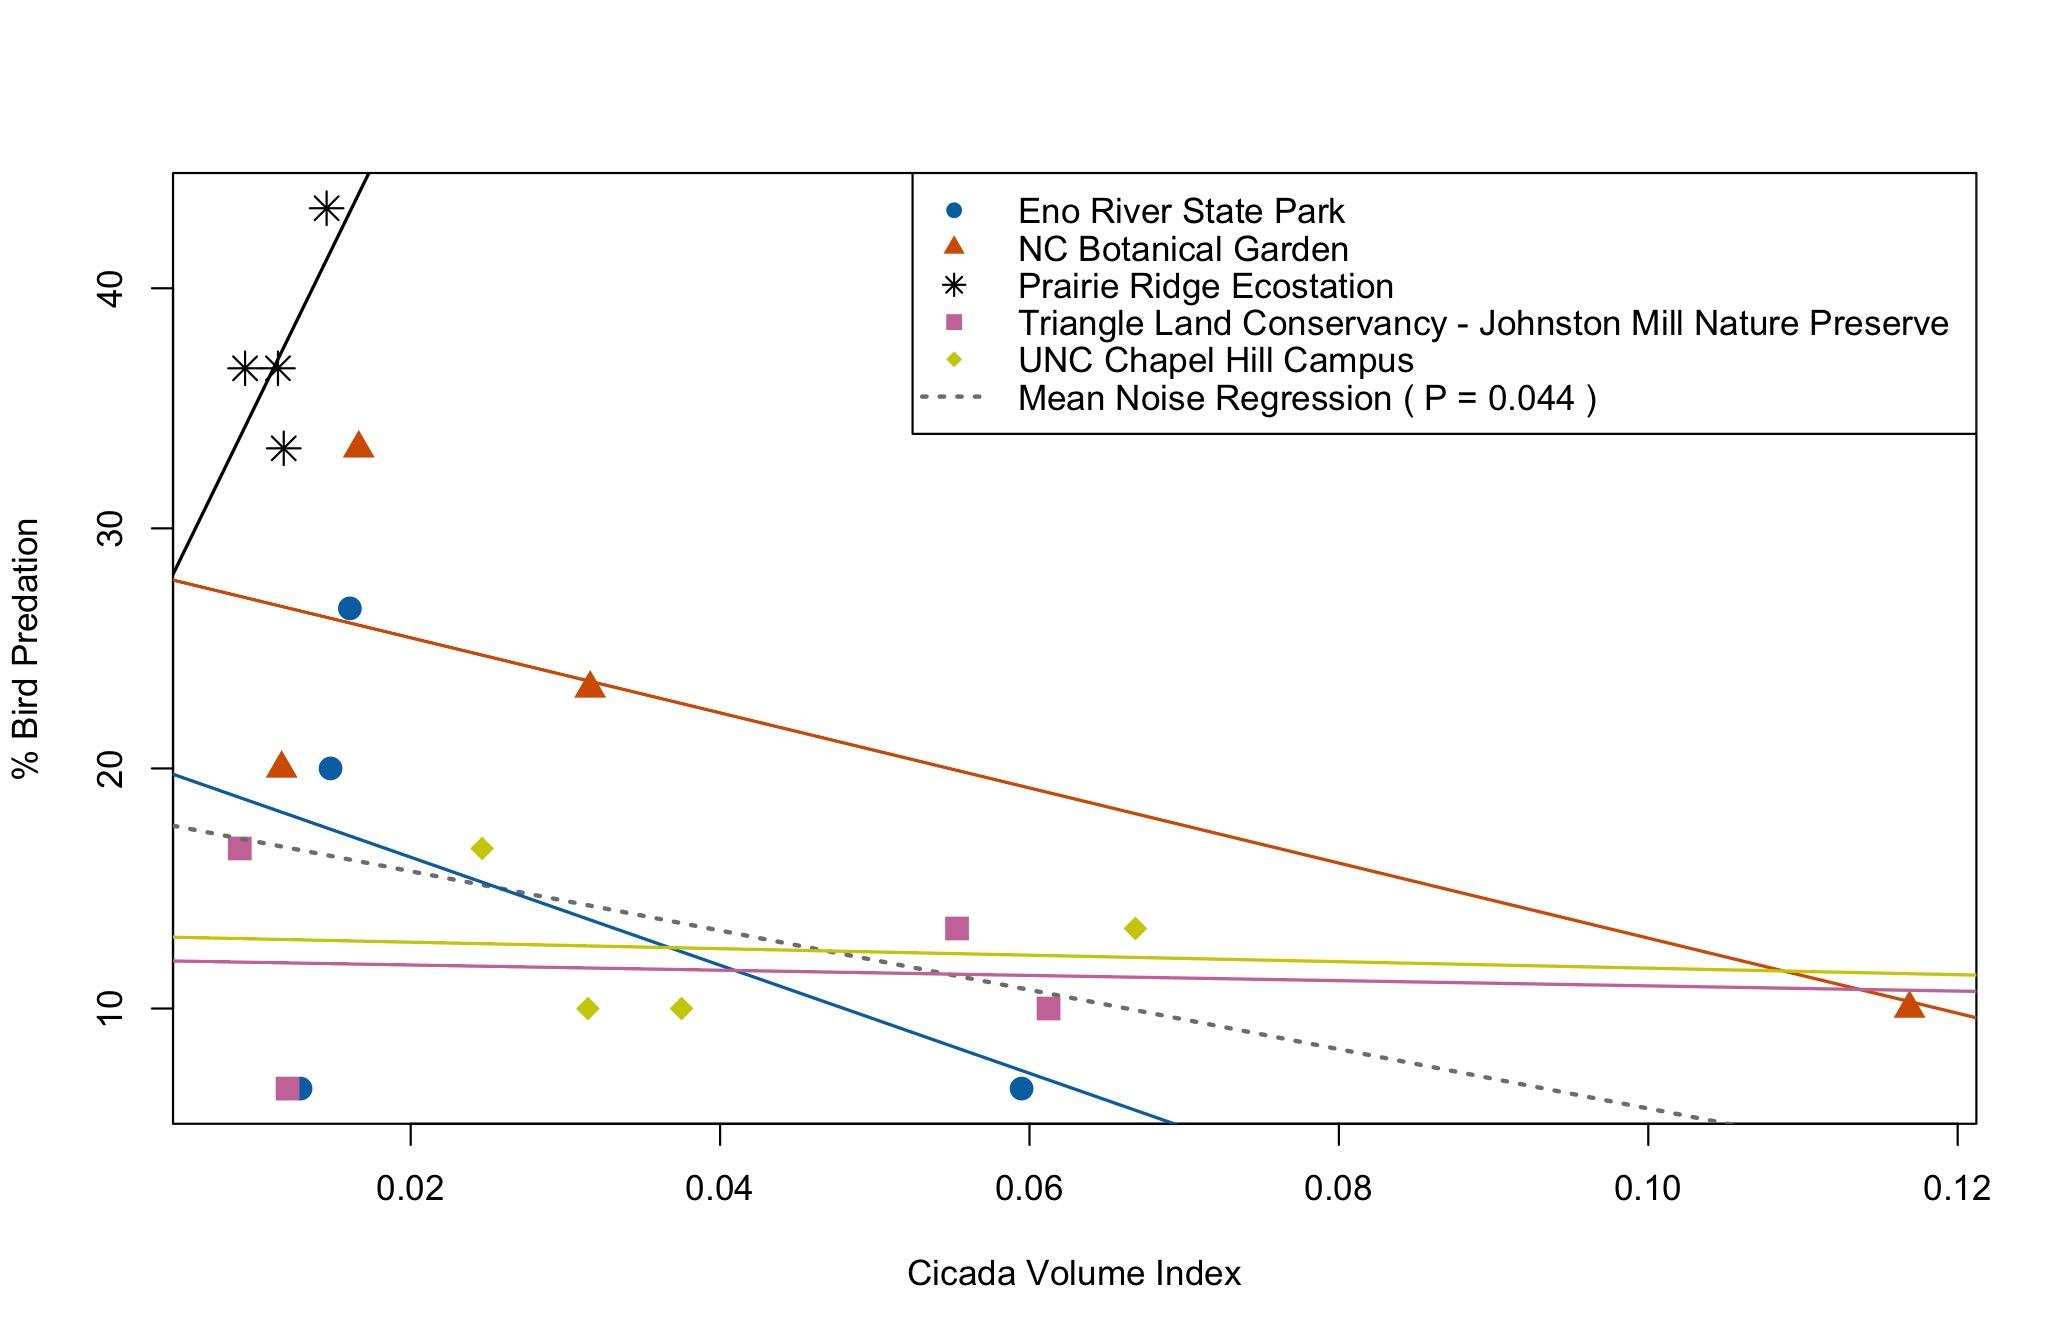 Eno River State Park
NC Botanical Garden
Prairie Ridge Ecostation
Triangle Land Conservancy - Johnston Mill Nature Preserve
UNC Chapel Hill Campus
Mean Noise Regression ( P = 0.044 )
% Bird Predation
40
30
20
10
0.02 0.04 0.06 0.08 0.10 0.12
Cicada Volume Index